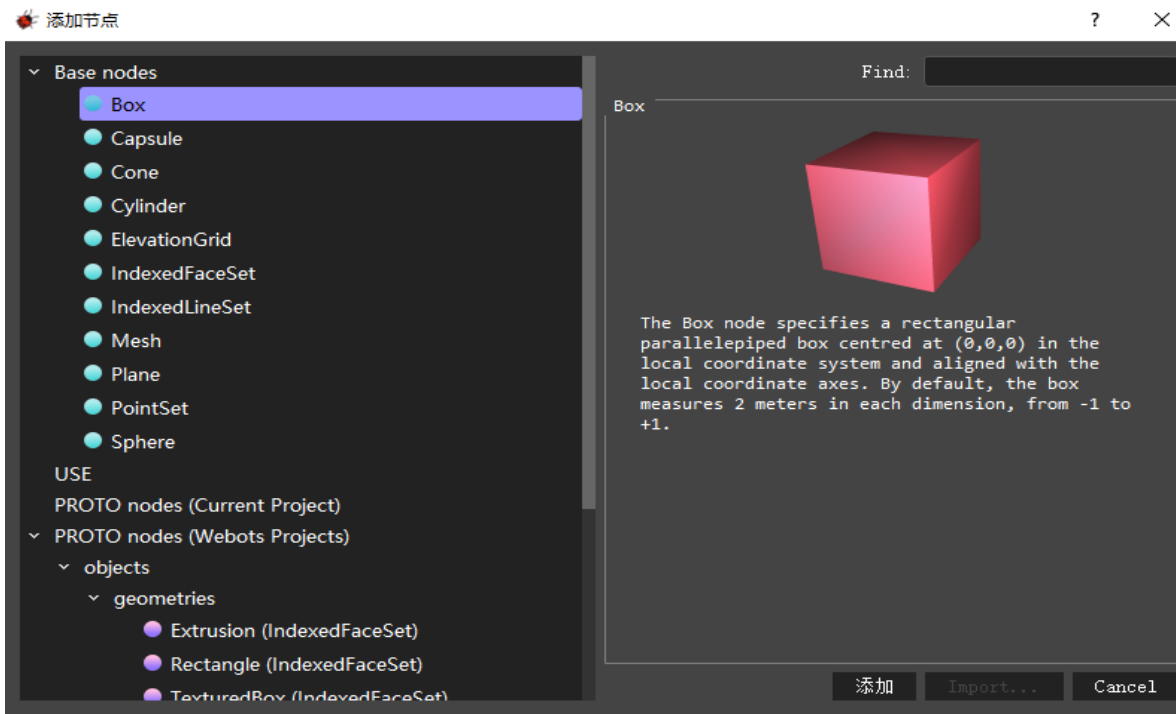 添加节点
?
Base nodes
Box
Capsule
Cone
Cylinder
ElevationGrid
IndexedFaceSet
IndexedLineSet
Mesh
Plane
PointSet
Sphere
USE
PROTO nodes (Current Project)
PROTO nodes (Webots Projects)
objects
geometries
Extrusion (IndexedFaceSet)
Rectangle (IndexedFaceSet)
TexturedBox (IndexedFaceSet)
Find:
Box
The Box node specifies a rectangular
parallelepiped box centred at (0,0,0) in the
local coordinate system and aligned with the
local coordinate axes. By default, the box
measures 2 meters in each dimension, from -1 to
+1.
添加
Import...
Cancel